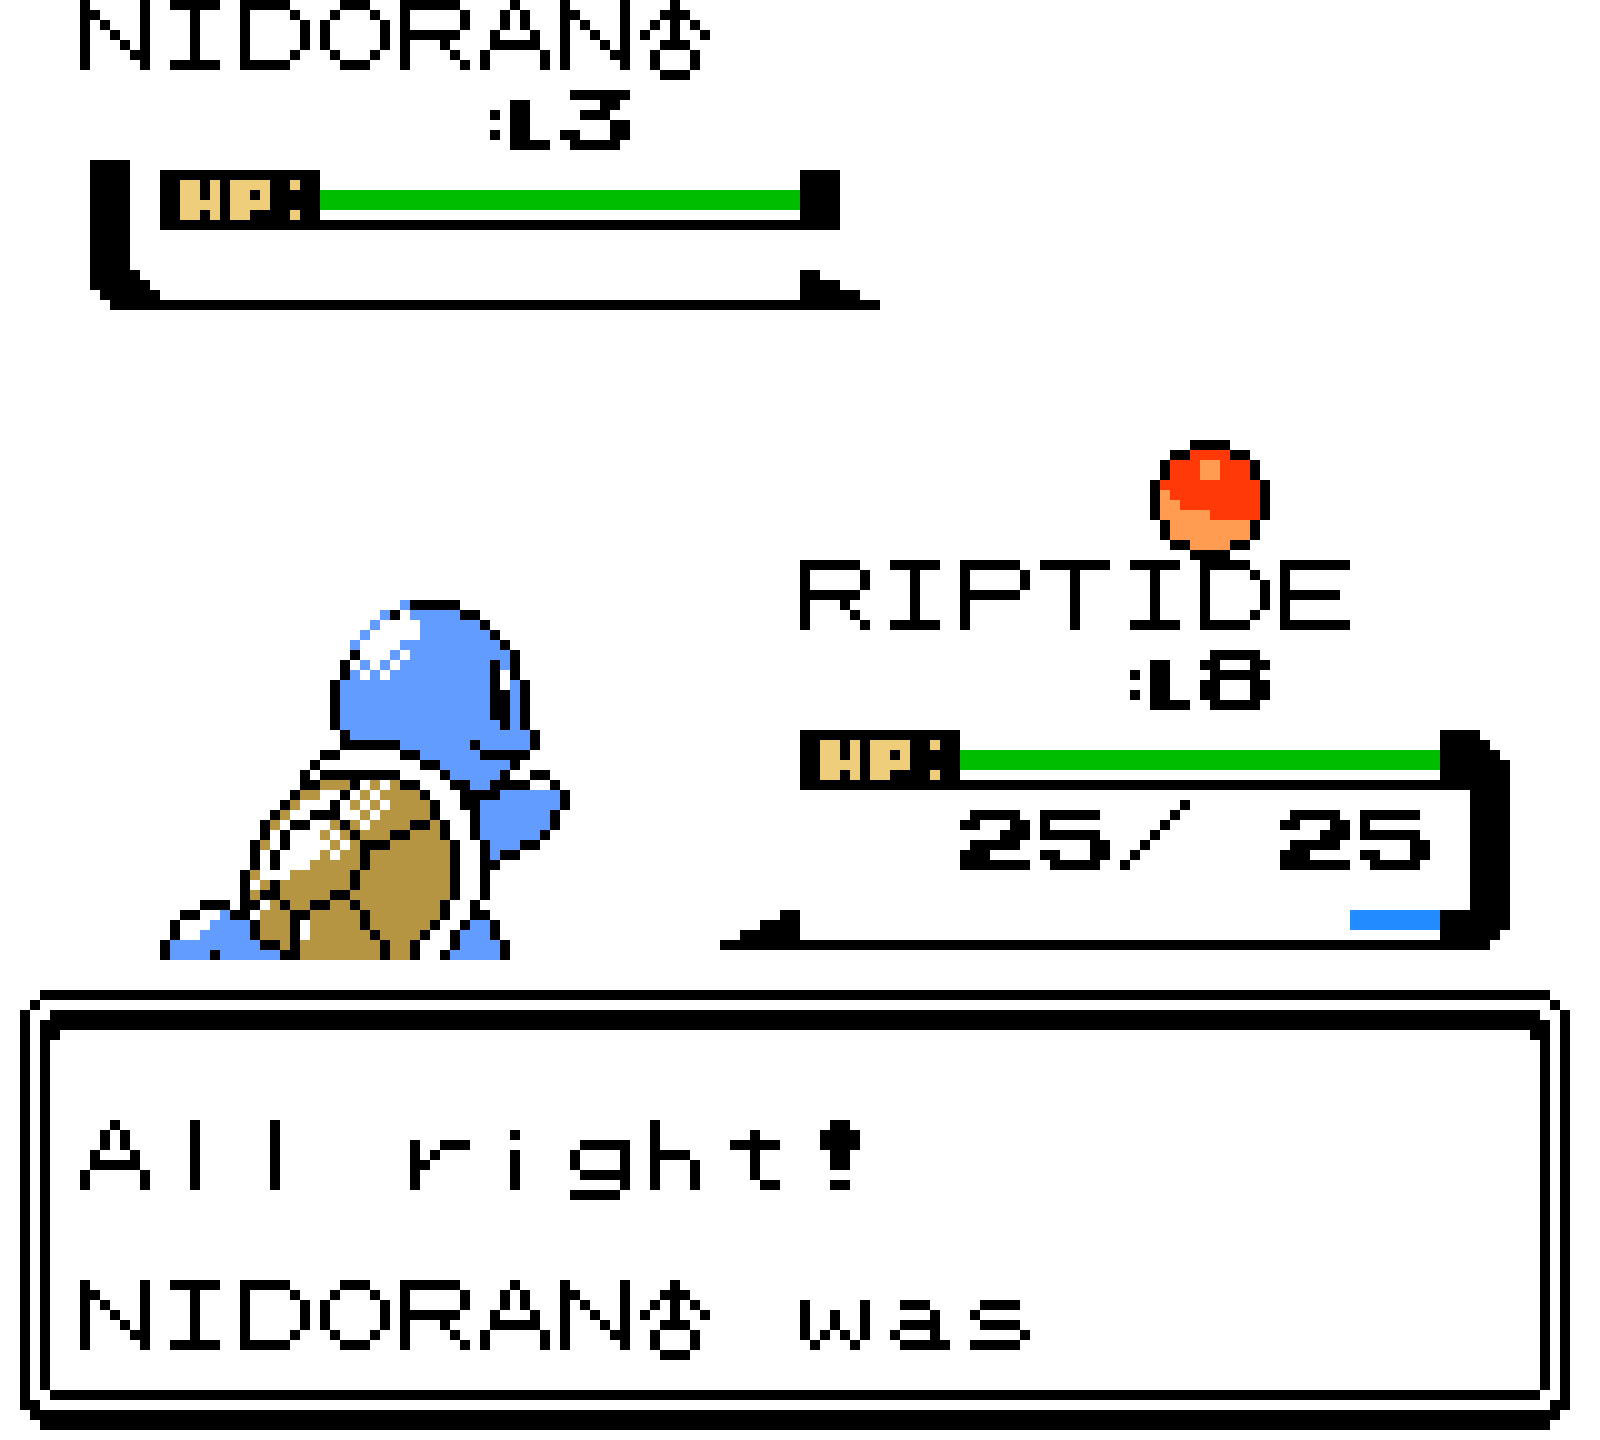 NIDORAN♂
:L3
HP:
RIPTIDE
:L8
HP:
25/ 25
All right!
NIDORAN♂ was